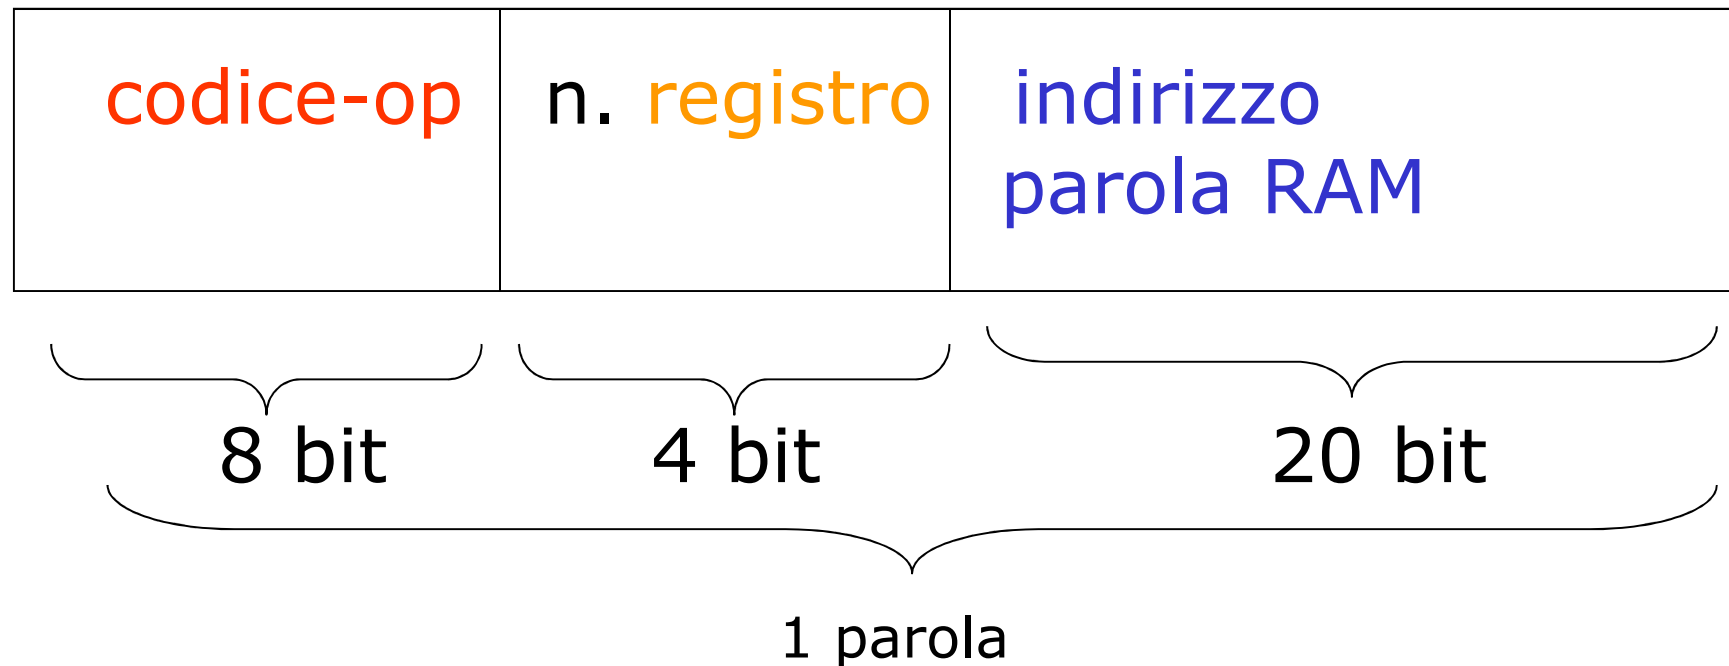 codice-op
n. registro
indirizzo
parola RAM
8 bit
4 bit
20 bit
1 parola